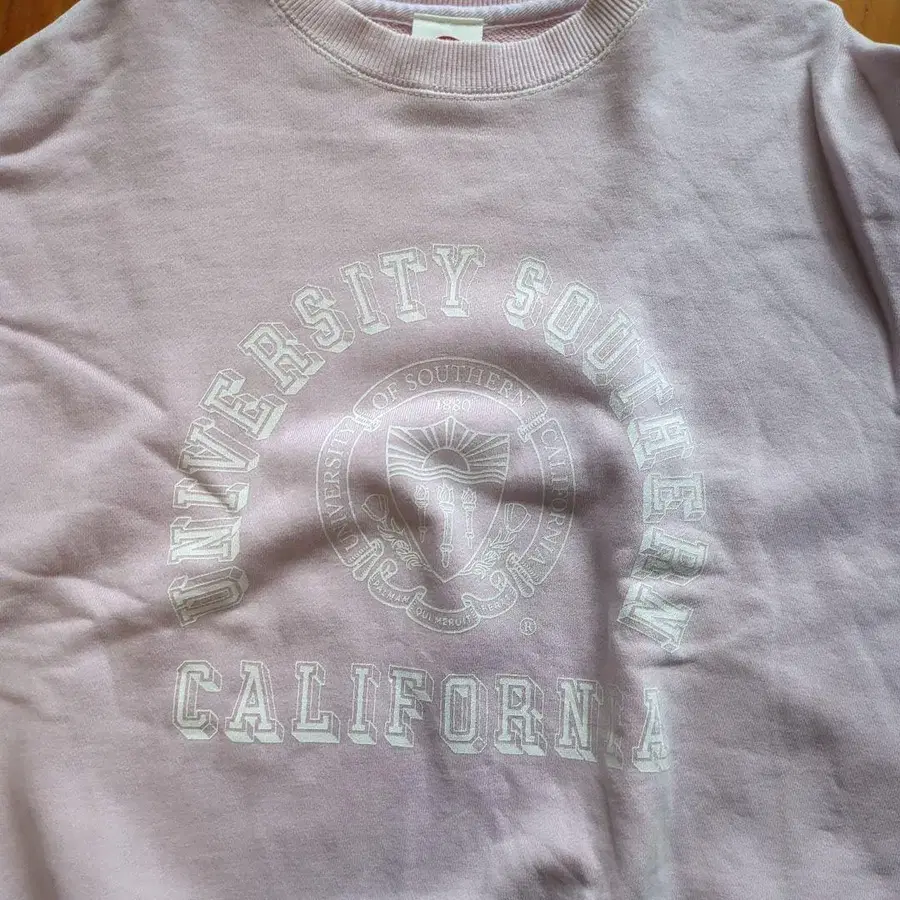 UNIVERSITY SOUTHERN
UNIVERSITY OF SOUTHERN CALIFORNIA
1880
PALMAM QUI MERUIT FERAT
®
CALIFORNIA